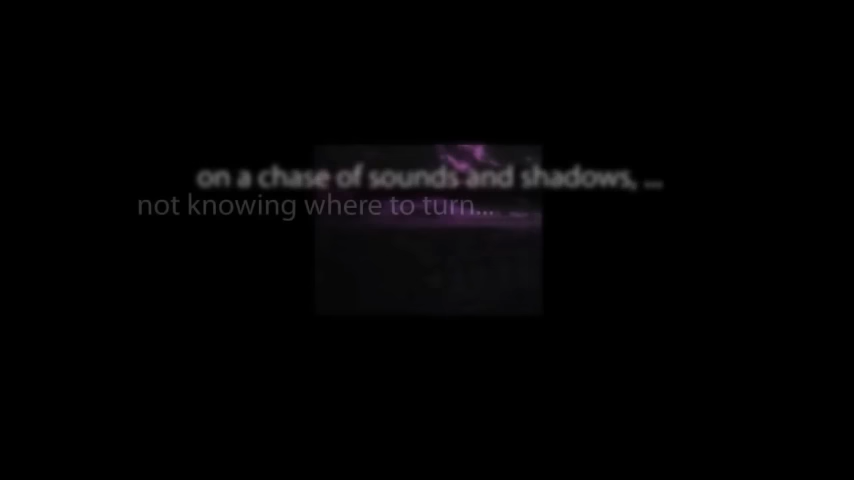 on a chase of sounds and shadows, ...
not knowing where to turn...